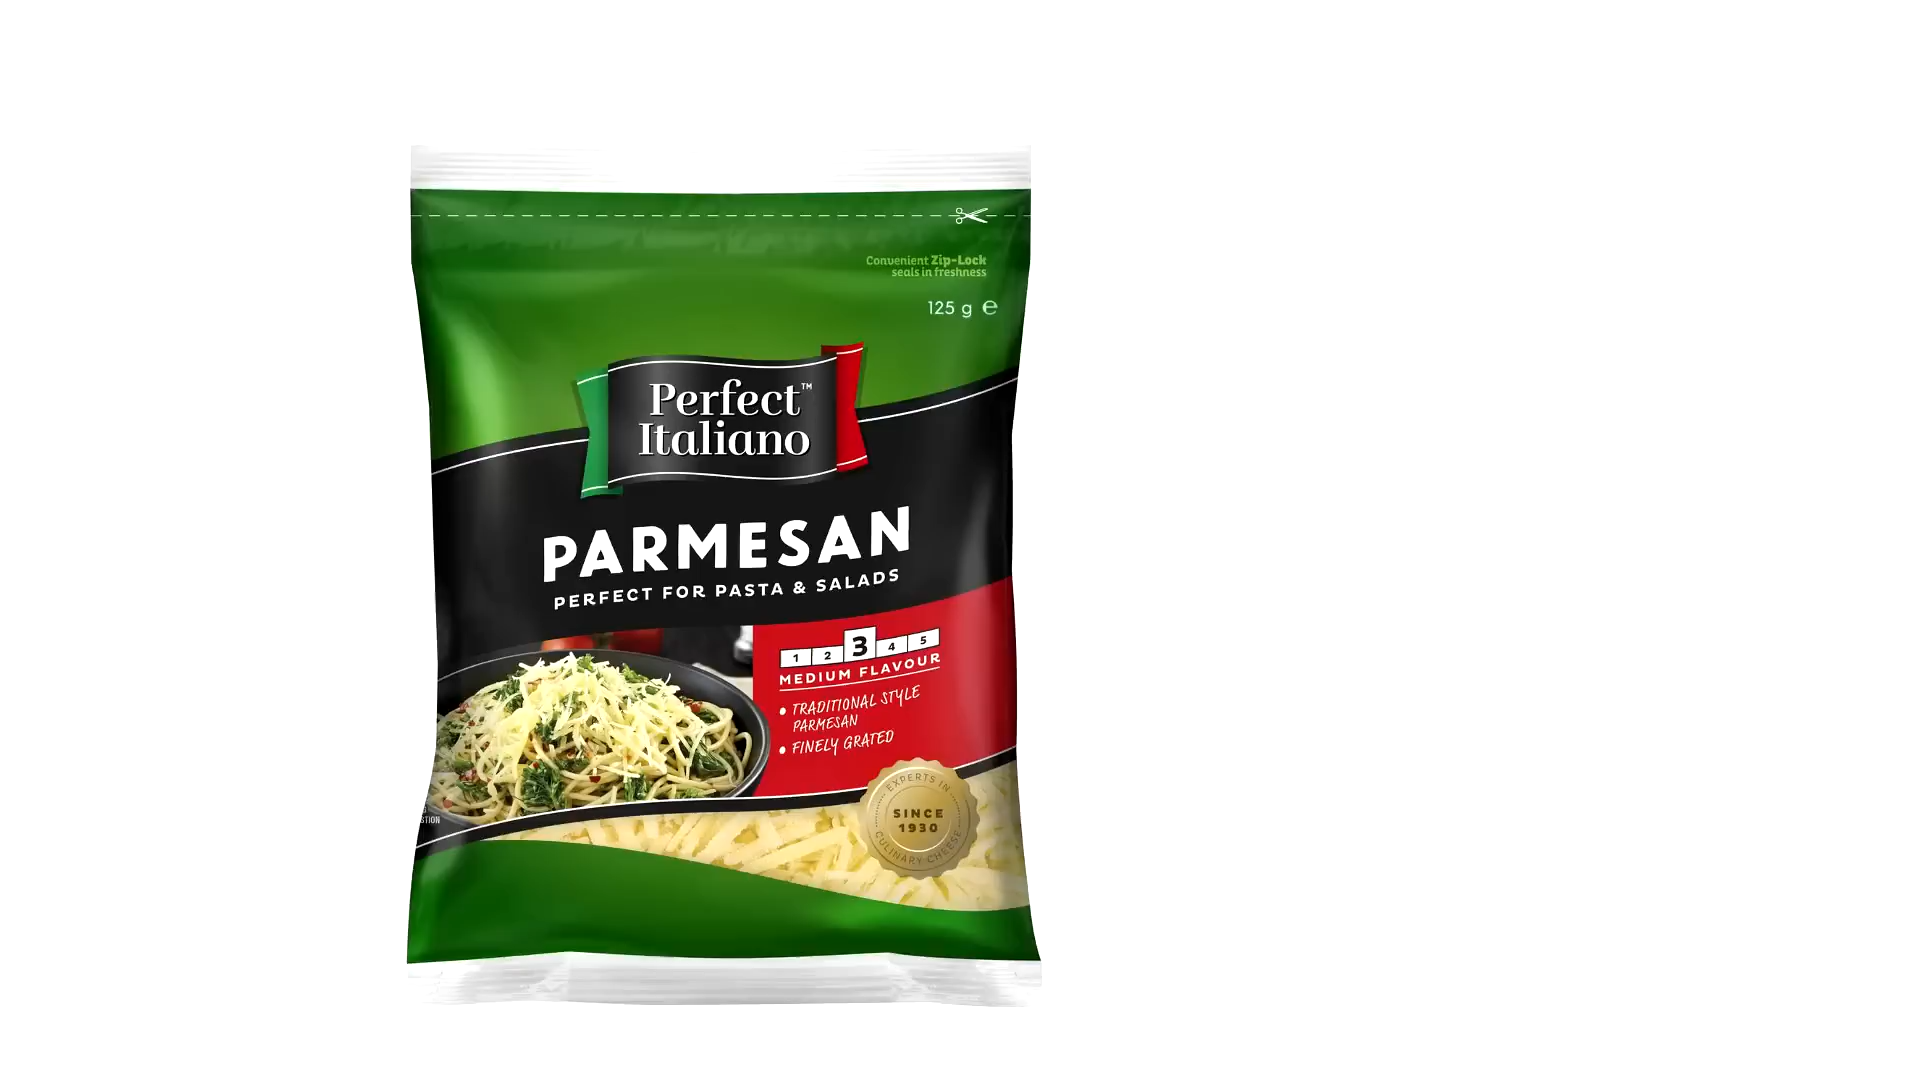 Convenient Zip-Lock
seals in freshness
125 g ℮
Perfect™
Italiano
PARMESAN
PERFECT FOR PASTA & SALADS
1 2 3 4 5
MEDIUM FLAVOUR
• TRADITIONAL STYLE
PARMESAN
• FINELY GRATED
EXPERTS IN
SINCE
1930
CULINARY CHEESE